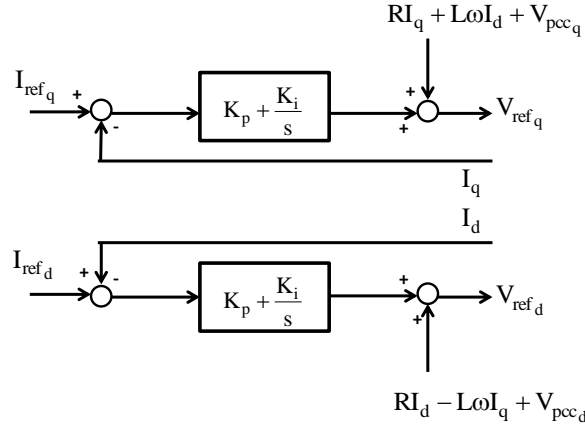 RI_q + LωI_d + V_pcc_q
I_ref_q
+
-
K_p + K_i/s
+
+
V_ref_q
I_q
I_d
I_ref_d
+
-
K_p + K_i/s
+
+
V_ref_d
RI_d − LωI_q + V_pcc_d